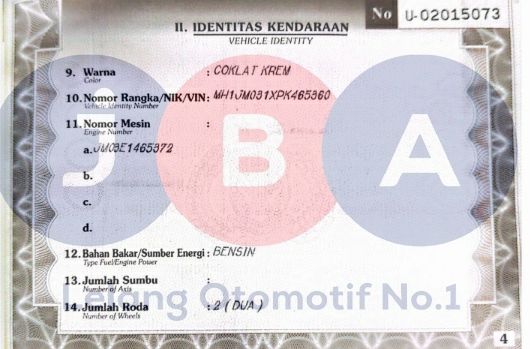 No U-02015073
II. IDENTITAS KENDARAAN
VEHICLE IDENTITY
9. Warna : COKLAT KREM
Color
10. Nomor Rangka/NIK/VIN : MH1JM031XPK465360
Vehicle Identity Number
11. Nomor Mesin :
Engine Number
a. JM03E1465372
b.
c.
d.
12. Bahan Bakar/Sumber Energi : BENSIN
Type Fuel/Engine Power
13. Jumlah Sumbu :
Number of Axis
14. Jumlah Roda : 2 (DUA)
Number of Wheels
4
J B A
Lelang Otomotif No.1